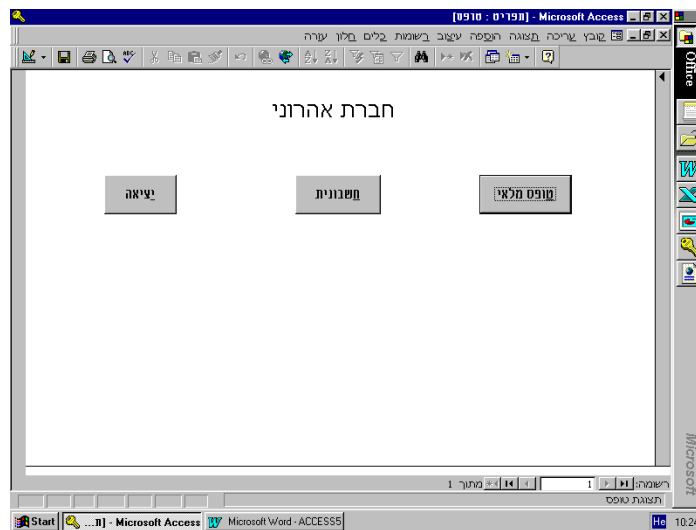 Microsoft Access - [תפריט : טופס]
קובץ עריכה תצוגה הוספה עיצוב רשומות כלים חלון עזרה
Office
חברת אהרוני
טופס מלאי
חשבונית
יציאה
Microsoft
רשומה: 1 מתוך 1
תצוגת טופס
Start
Microsoft Access - [ת...
Microsoft Word - ACCESS5
He